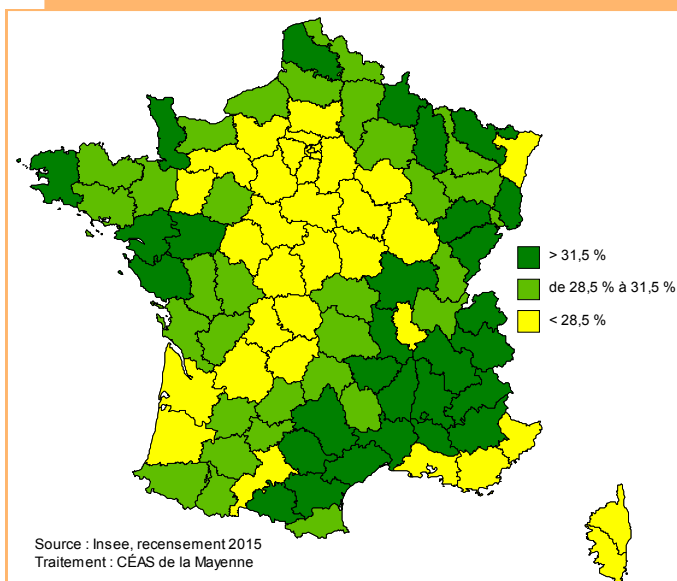 > 31,5 %
de 28,5 % à 31,5 %
< 28,5 %
Source : Insee, recensement 2015
Traitement : CÉAS de la Mayenne